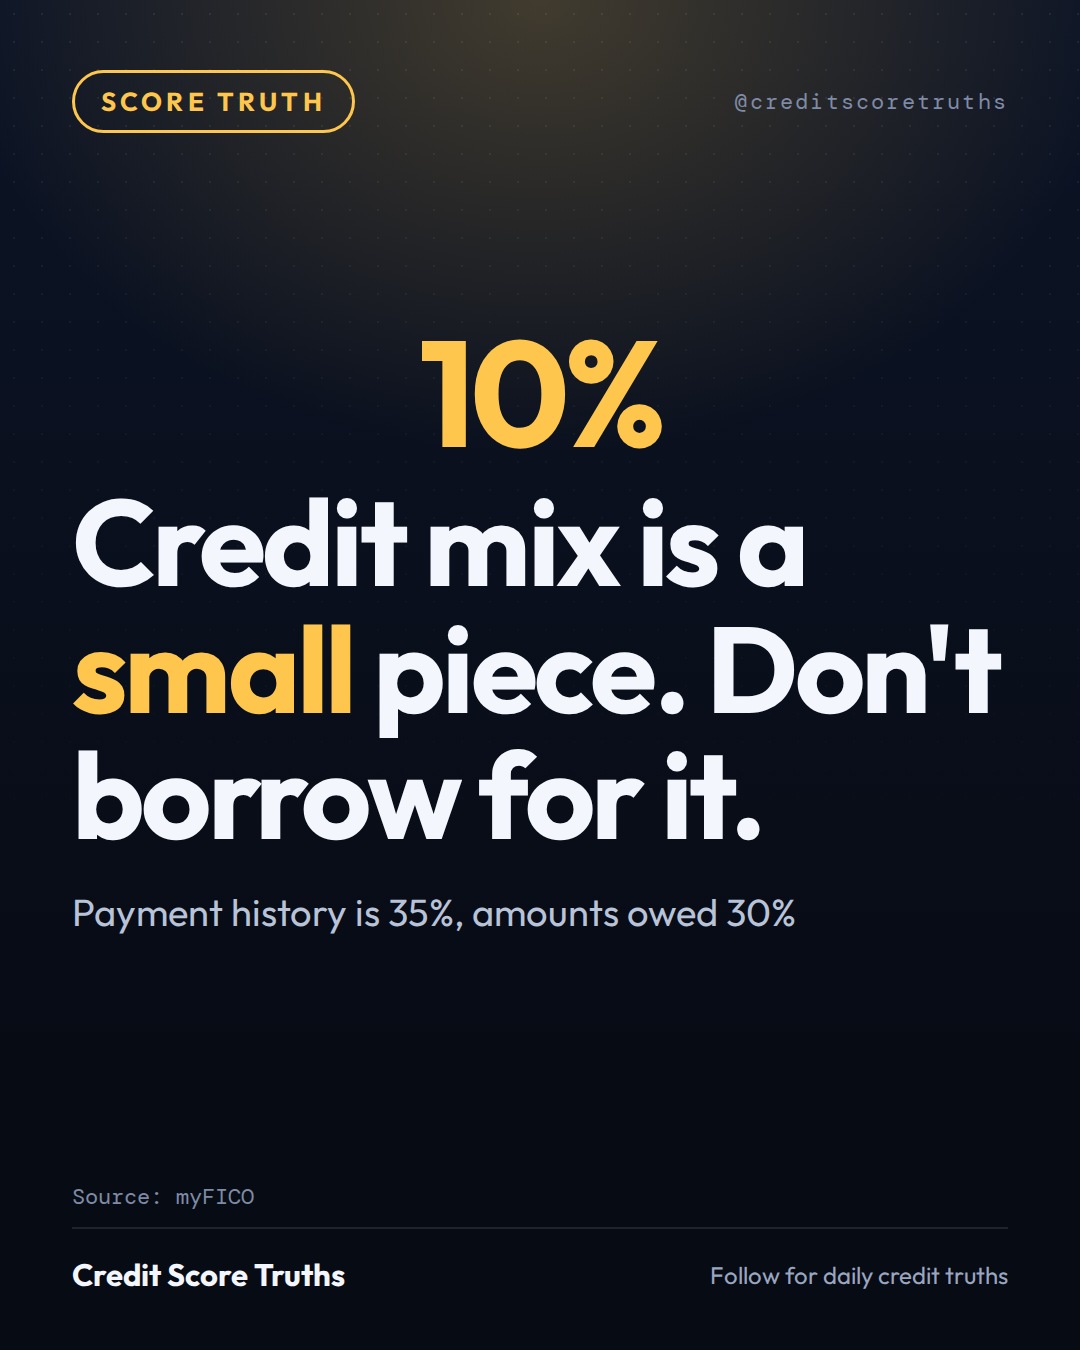 SCORE TRUTH
@creditscoretruths
10%
Credit mix is a
small piece. Don't
borrow for it.
Payment history is 35%, amounts owed 30%
Source: myFICO
Credit Score Truths
Follow for daily credit truths